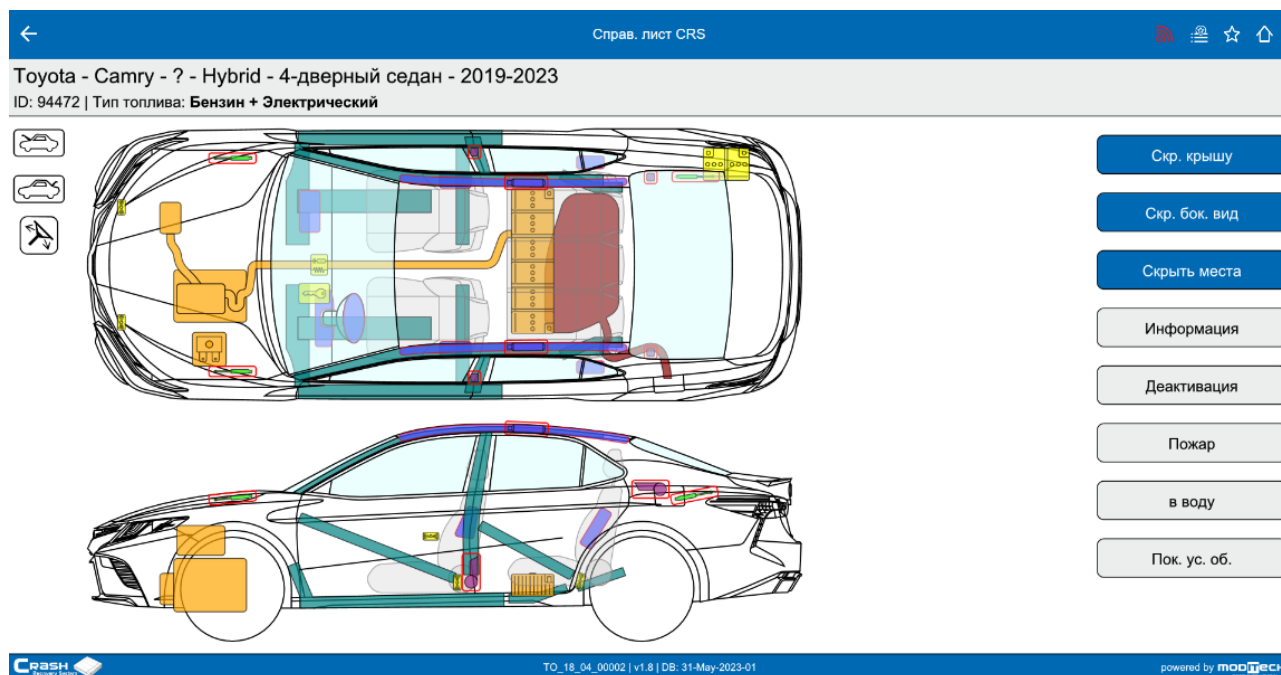 Справ. лист CRS
Toyota - Camry - ? - Hybrid - 4-дверный седан - 2019-2023
ID: 94472 | Тип топлива: Бензин + Электрический
Скр. крышу
Скр. бок. вид
Скрыть места
Информация
Деактивация
Пожар
в воду
Пок. ус. об.
CRASH
Recovery System
TO_18_04_00002 | v1.8 | DB: 31-May-2023-01
powered by MODITECH